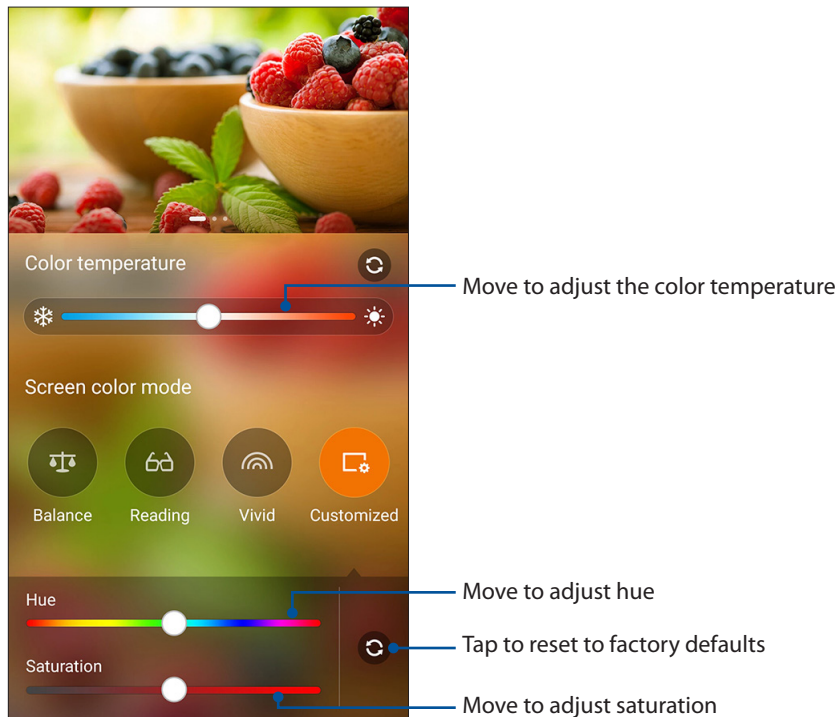 Color temperature
Move to adjust the color temperature
Screen color mode
Balance Reading Vivid Customized
Hue
Move to adjust hue
Tap to reset to factory defaults
Saturation
Move to adjust saturation